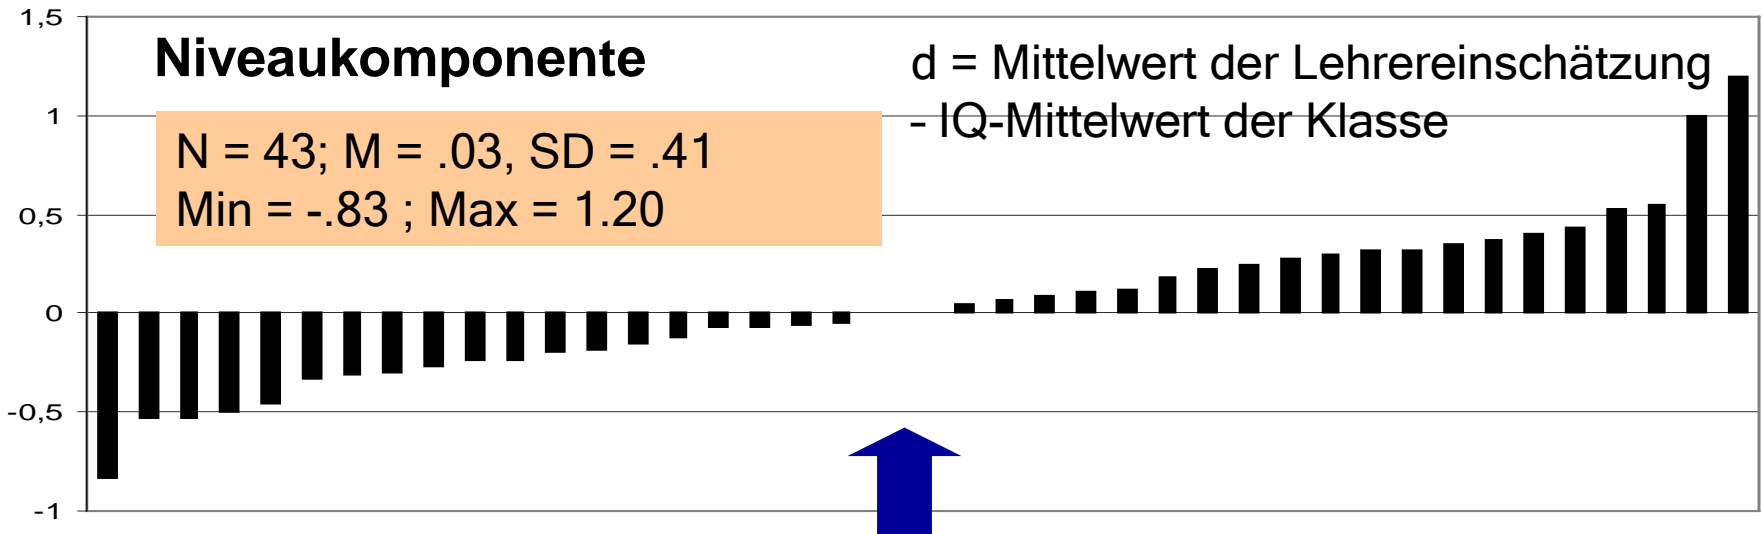 1,5
Niveaukomponente
d = Mittelwert der Lehrereinschätzung
- IQ-Mittelwert der Klasse
1
N = 43; M = .03, SD = .41
Min = -.83 ; Max = 1.20
0,5
0
-0,5
-1